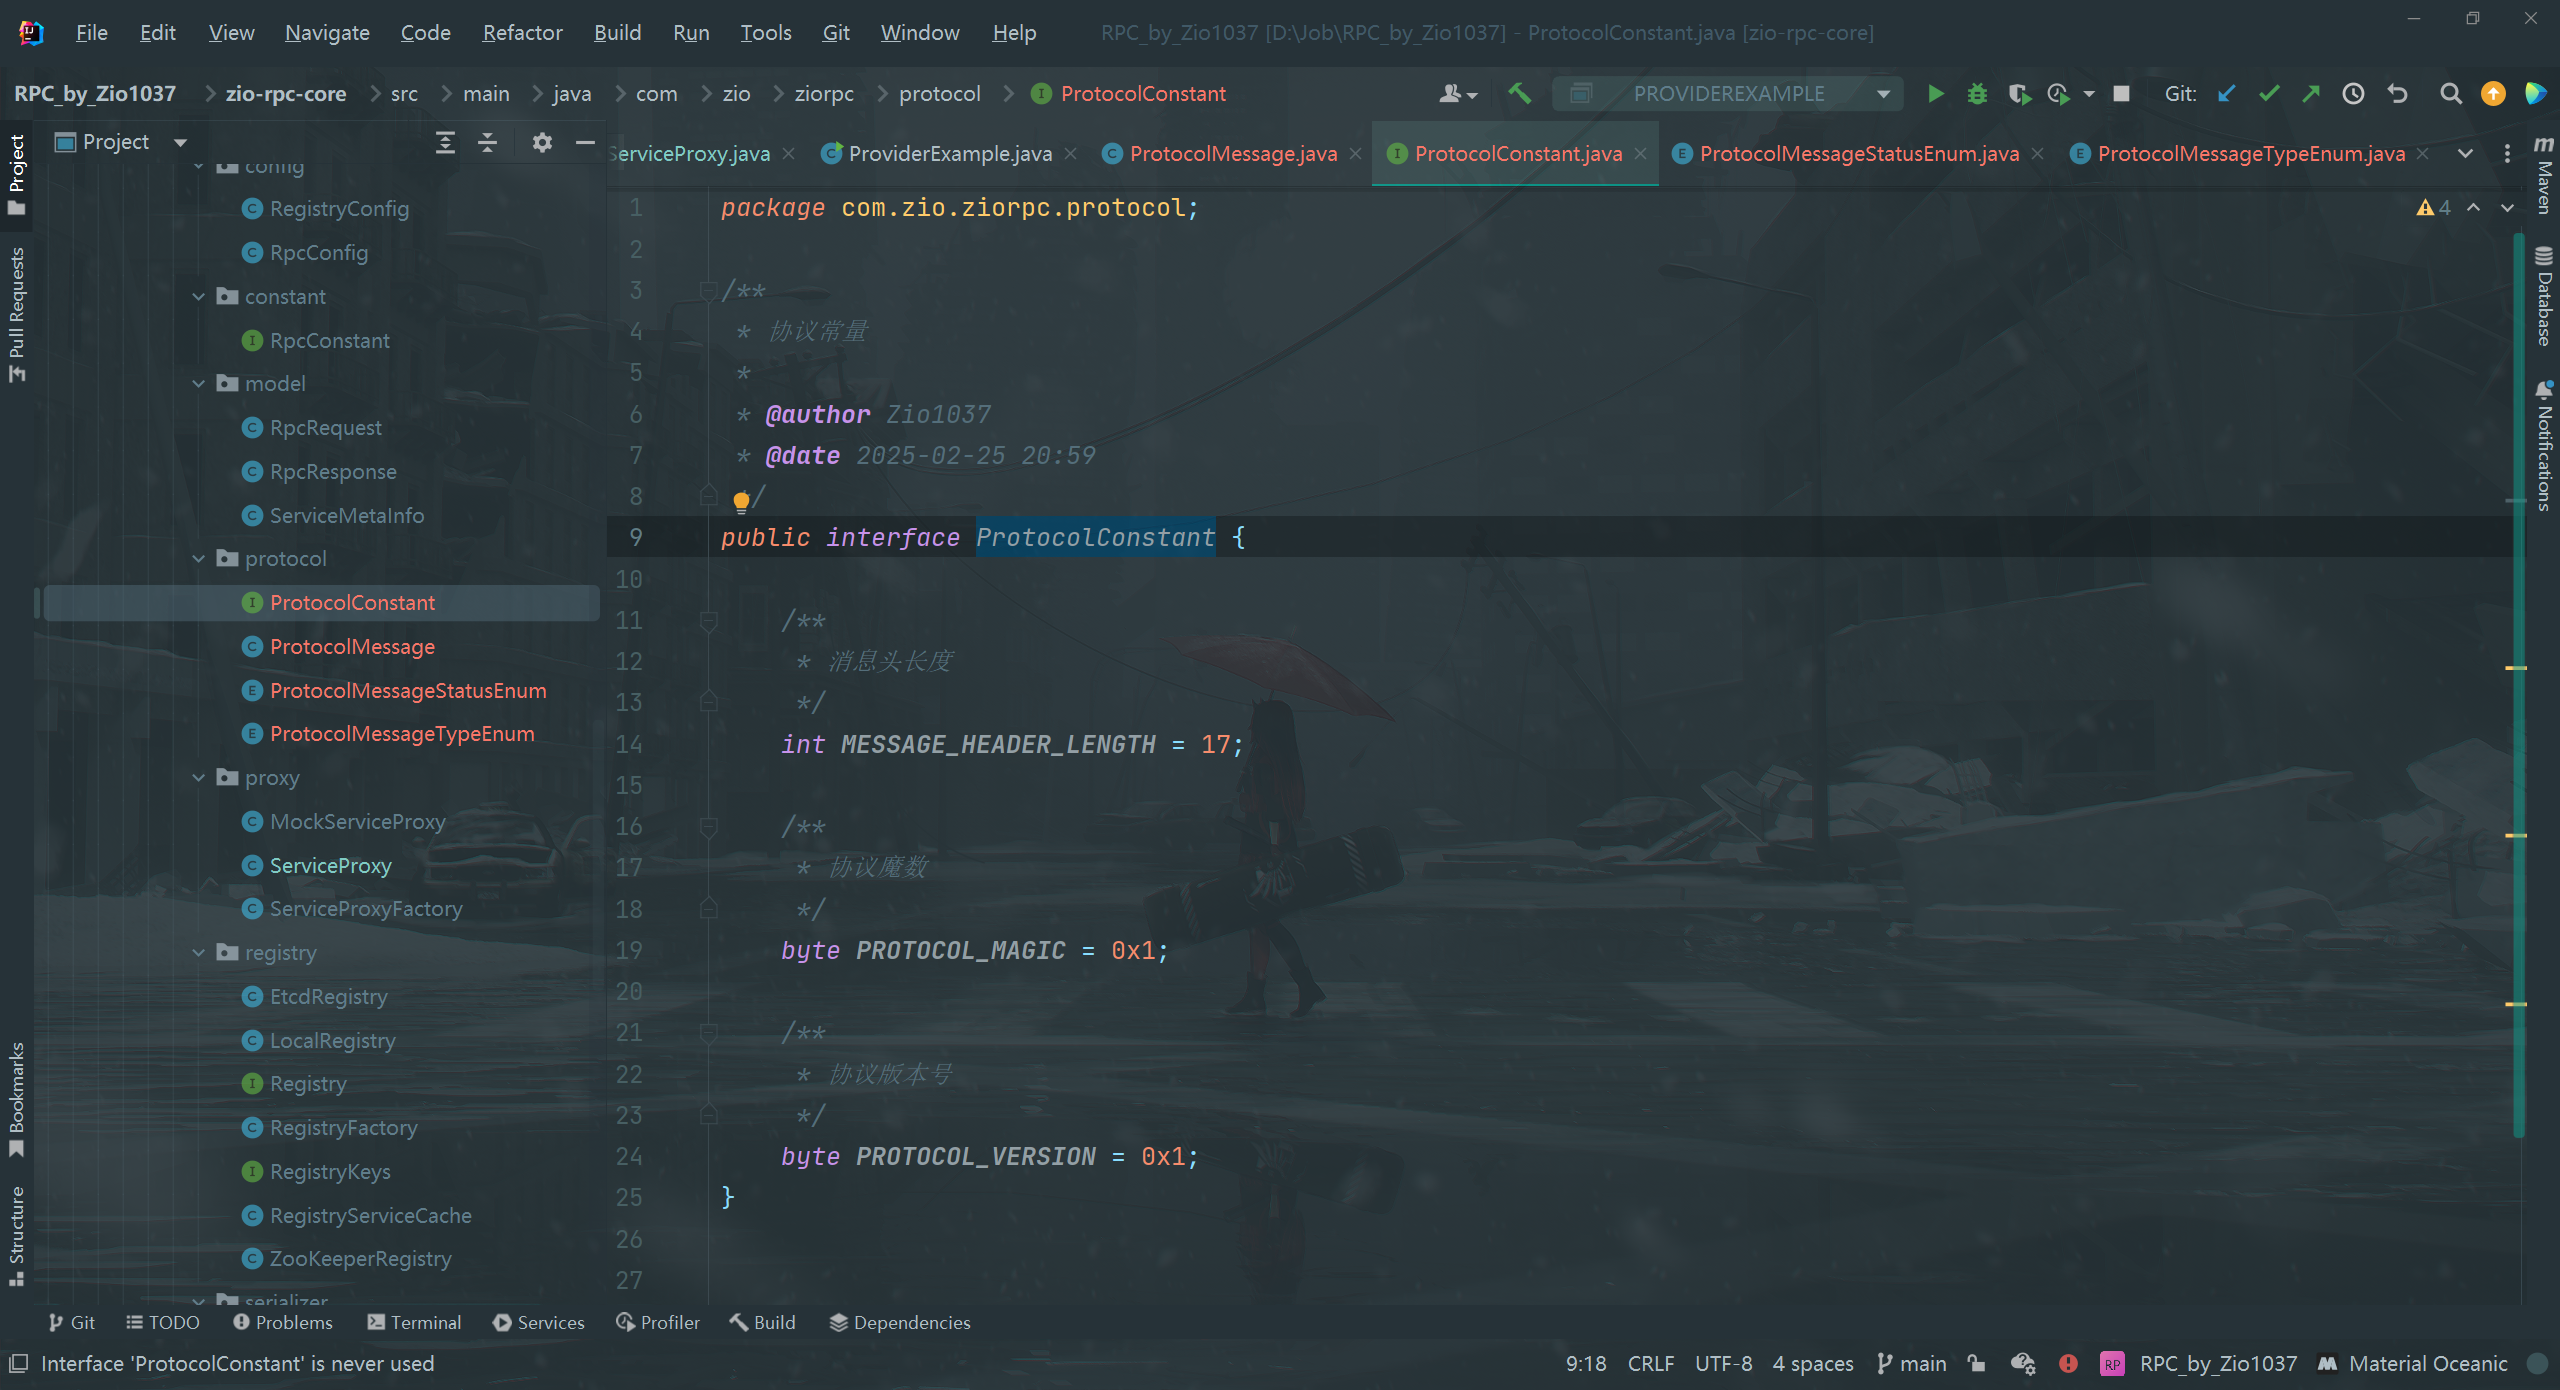 File Edit View Navigate Code Refactor Build Run Tools Git Window Help RPC_by_Zio1037 [D:\Job\RPC_by_Zio1037] - ProtocolConstant.java [zio-rpc-core]
RPC_by_Zio1037 zio-rpc-core src main java com zio ziorpc protocol ProtocolConstant PROVIDEREXAMPLE Git:
Project
erviceProxy.java ProviderExample.java ProtocolMessage.java ProtocolConstant.java ProtocolMessageStatusEnum.java ProtocolMessageTypeEnum.java
Project
Pull Requests
Bookmarks
Structure
config
RegistryConfig
RpcConfig
constant
RpcConstant
model
RpcRequest
RpcResponse
ServiceMetaInfo
protocol
ProtocolConstant
ProtocolMessage
ProtocolMessageStatusEnum
ProtocolMessageTypeEnum
proxy
MockServiceProxy
ServiceProxy
ServiceProxyFactory
registry
EtcdRegistry
LocalRegistry
Registry
RegistryFactory
RegistryKeys
RegistryServiceCache
ZooKeeperRegistry
serializer
1 package com.zio.ziorpc.protocol;
2
3 /**
4 * 协议常量
5 *
6 * @author Zio1037
7 * @date 2025-02-25 20:59
8 */
9 public interface ProtocolConstant {
10
11 /**
12 * 消息头长度
13 */
14 int MESSAGE_HEADER_LENGTH = 17;
15
16 /**
17 * 协议魔数
18 */
19 byte PROTOCOL_MAGIC = 0x1;
20
21 /**
22 * 协议版本号
23 */
24 byte PROTOCOL_VERSION = 0x1;
25 }
26
27
4
Maven
Database
Notifications
Git TODO Problems Terminal Services Profiler Build Dependencies
Interface 'ProtocolConstant' is never used 9:18 CRLF UTF-8 4 spaces main RP RPC_by_Zio1037 Material Oceanic